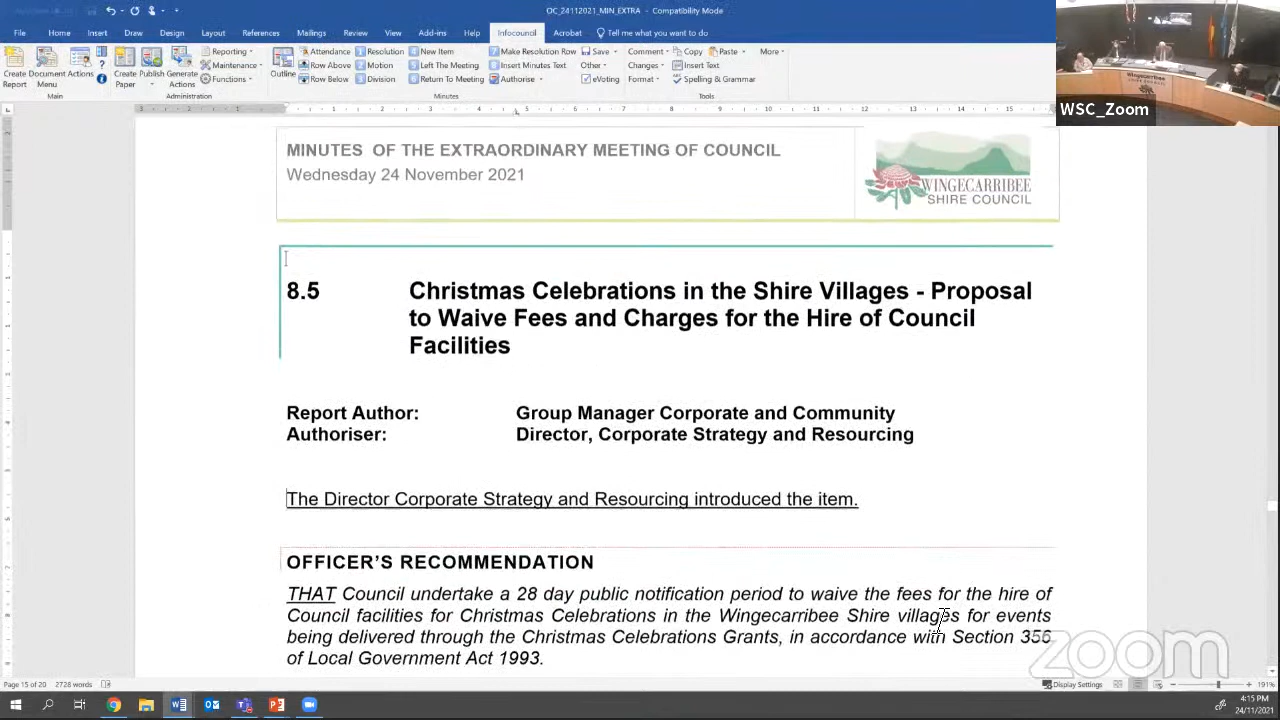 OC_24112021_MIN_EXTRA - Compatibility Mode
File Home Insert Draw Design Layout References Mailings Review View Add-ins Help Infocouncil Acrobat Tell me what you want to do
Create Report Document Menu Actions Create Paper Publish Generate Actions Outline
Reporting Maintenance Functions
Attendance Row Above Row Below
Resolution Motion Division
New Item Left The Meeting Return To Meeting
Make Resolution Row Insert Minutes Text Authorise
Save Other eVoting
Comment Changes Format
Copy Paste Insert Text Spelling & Grammar
More
Main Administration Minutes Tools
WSC_Zoom
MINUTES OF THE EXTRAORDINARY MEETING OF COUNCIL
Wednesday 24 November 2021
WINGECARRIBEE
SHIRE COUNCIL
8.5 Christmas Celebrations in the Shire Villages - Proposal
to Waive Fees and Charges for the Hire of Council
Facilities
Report Author: Group Manager Corporate and Community
Authoriser: Director, Corporate Strategy and Resourcing
The Director Corporate Strategy and Resourcing introduced the item.
OFFICER'S RECOMMENDATION
THAT Council undertake a 28 day public notification period to waive the fees for the hire of
Council facilities for Christmas Celebrations in the Wingecarribee Shire villages for events
being delivered through the Christmas Celebrations Grants, in accordance with Section 356
of Local Government Act 1993.
zoom
Page 15 of 20 2728 words Display Settings 191%
4:15 PM
24/11/2021